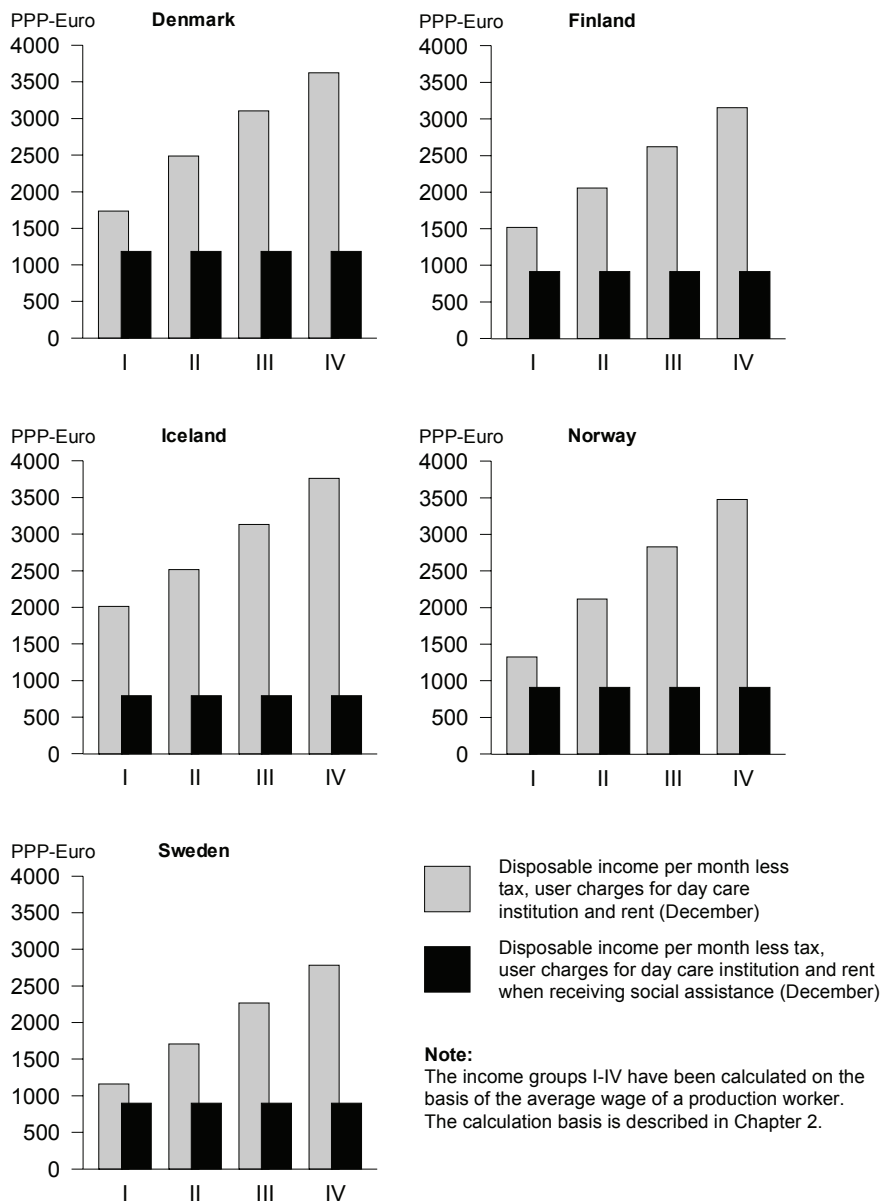 PPP-Euro Denmark
4000
3500
3000
2500
2000
1500
1000
500
0
I II III IV
PPP-Euro Finland
4000
3500
3000
2500
2000
1500
1000
500
0
I II III IV
PPP-Euro Iceland
4000
3500
3000
2500
2000
1500
1000
500
0
I II III IV
PPP-Euro Norway
4000
3500
3000
2500
2000
1500
1000
500
0
I II III IV
PPP-Euro Sweden
4000
3500
3000
2500
2000
1500
1000
500
0
I II III IV
Disposable income per month less
tax, user charges for day care
institution and rent (December)
Disposable income per month less tax,
user charges for day care institution and rent
when receiving social assistance (December)
Note:
The income groups I-IV have been calculated on the
basis of the average wage of a production worker.
The calculation basis is described in Chapter 2.